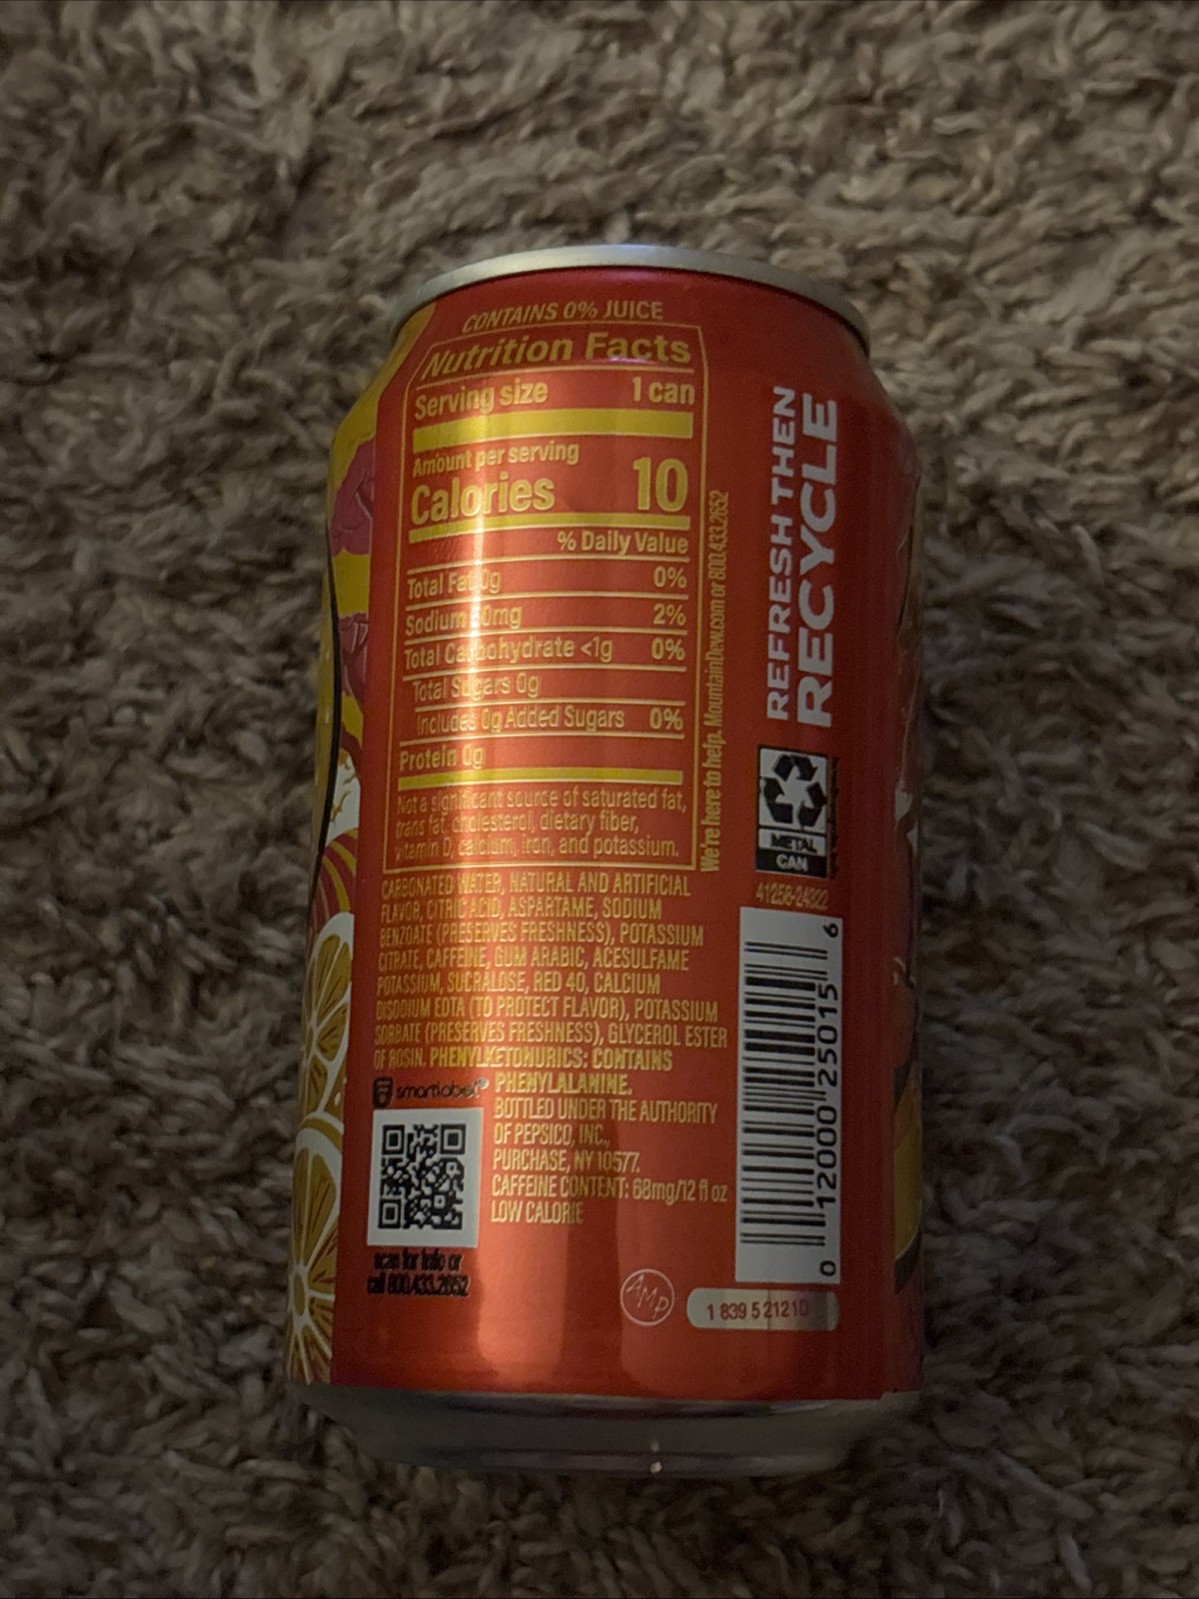 CONTAINS 0% JUICE
Nutrition Facts
Serving size 1 can
Amount per serving
Calories 10
% Daily Value
Total Fat 0g 0%
Sodium 50mg 2%
Total Carbohydrate <1g 0%
Total Sugars 0g
Includes 0g Added Sugars 0%
Protein 0g
Not a significant source of saturated fat,
trans fat, cholesterol, dietary fiber,
vitamin D, calcium, iron, and potassium.
CARBONATED WATER, NATURAL AND ARTIFICIAL
FLAVOR, CITRIC ACID, ASPARTAME, SODIUM
BENZOATE (PRESERVES FRESHNESS), POTASSIUM
CITRATE, CAFFEINE, GUM ARABIC, ACESULFAME
POTASSIUM, SUCRALOSE, RED 40, CALCIUM
DISODIUM EDTA (TO PROTECT FLAVOR), POTASSIUM
SORBATE (PRESERVES FRESHNESS), GLYCEROL ESTER
OF ROSIN. PHENYLKETONURICS: CONTAINS
PHENYLALANINE.
BOTTLED UNDER THE AUTHORITY
OF PEPSICO, INC.,
PURCHASE, NY 10577.
CAFFEINE CONTENT: 68mg/12 fl oz
LOW CALORIE
smartlabel
scan for info or
call 800.433.2652
We're here to help. MountainDew.com or 800.433.2652
REFRESH THEN
RECYCLE
METAL
CAN
41258-24322
0 12000 25015 6
AMP
1 839 5 2121D